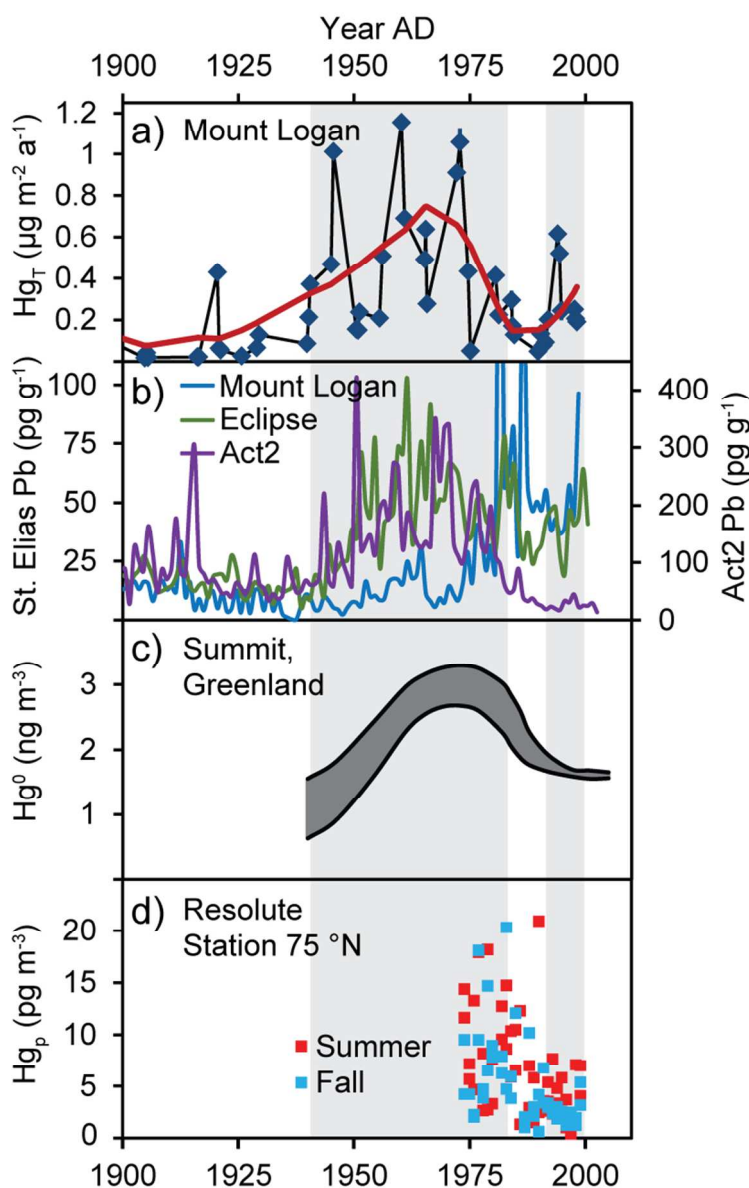 Year AD
1900 1925 1950 1975 2000
a) Mount Logan
Hg_T (µg m⁻² a⁻¹)
1.2
1
0.8
0.6
0.4
0.2
b) Mount Logan
Eclipse
Act2
St. Elias Pb (pg g⁻¹)
100
75
50
25
Act2 Pb (pg g⁻¹)
400
300
200
100
0
c) Summit,
Greenland
Hg⁰ (ng m⁻³)
3
2
1
d) Resolute
Station 75 °N
Hg_p (pg m⁻³)
20
15
10
5
0
Summer
Fall
1900 1925 1950 1975 2000